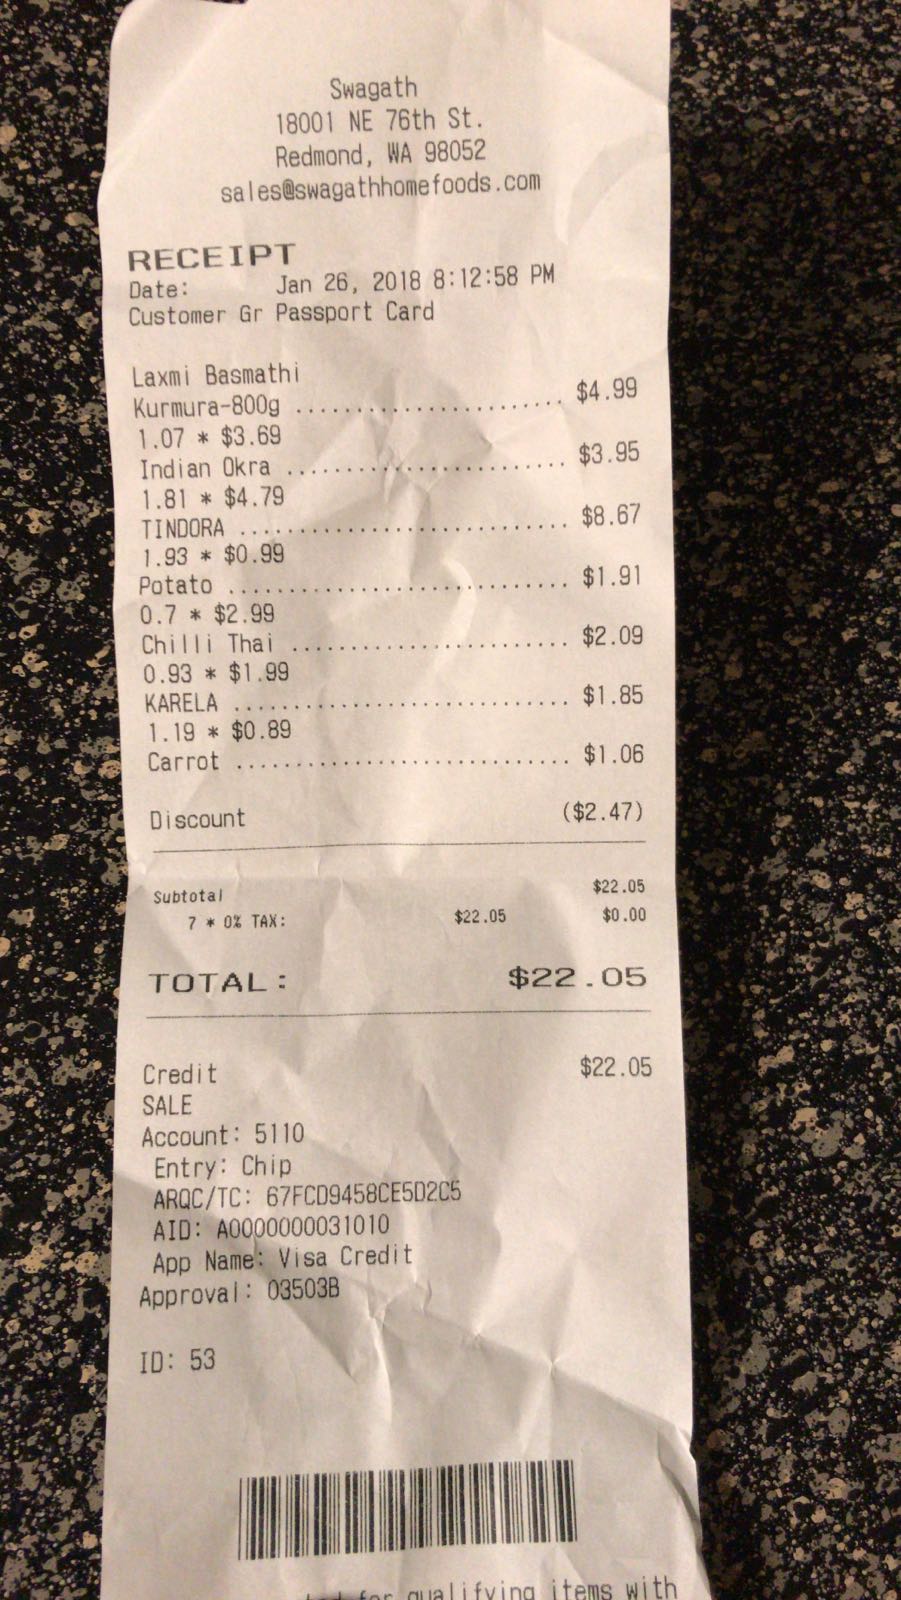 Swagath
18001 NE 76th St.
Redmond, WA 98052
sales@swagathhomefoods.com
RECEIPT
Date: Jan 26, 2018 8:12:58 PM
Customer Gr Passport Card
Laxmi Basmathi
Kurmura-800g ....................... $4.99
1.07 * $3.69
Indian Okra ........................ $3.95
1.81 * $4.79
TINDORA ............................ $8.67
1.93 * $0.99
Potato ............................. $1.91
0.7 * $2.99
Chilli Thai ........................ $2.09
0.93 * $1.99
KARELA ............................. $1.85
1.19 * $0.89
Carrot ............................. $1.06
Discount ($2.47)
Subtotal $22.05
7 * 0% TAX: $22.05 $0.00
TOTAL: $22.05
Credit $22.05
SALE
Account: 5110
Entry: Chip
ARQC/TC: 67FCD9458CE5D2C5
AID: A0000000031010
App Name: Visa Credit
Approval: 03503B
ID: 53
for qualifying items with